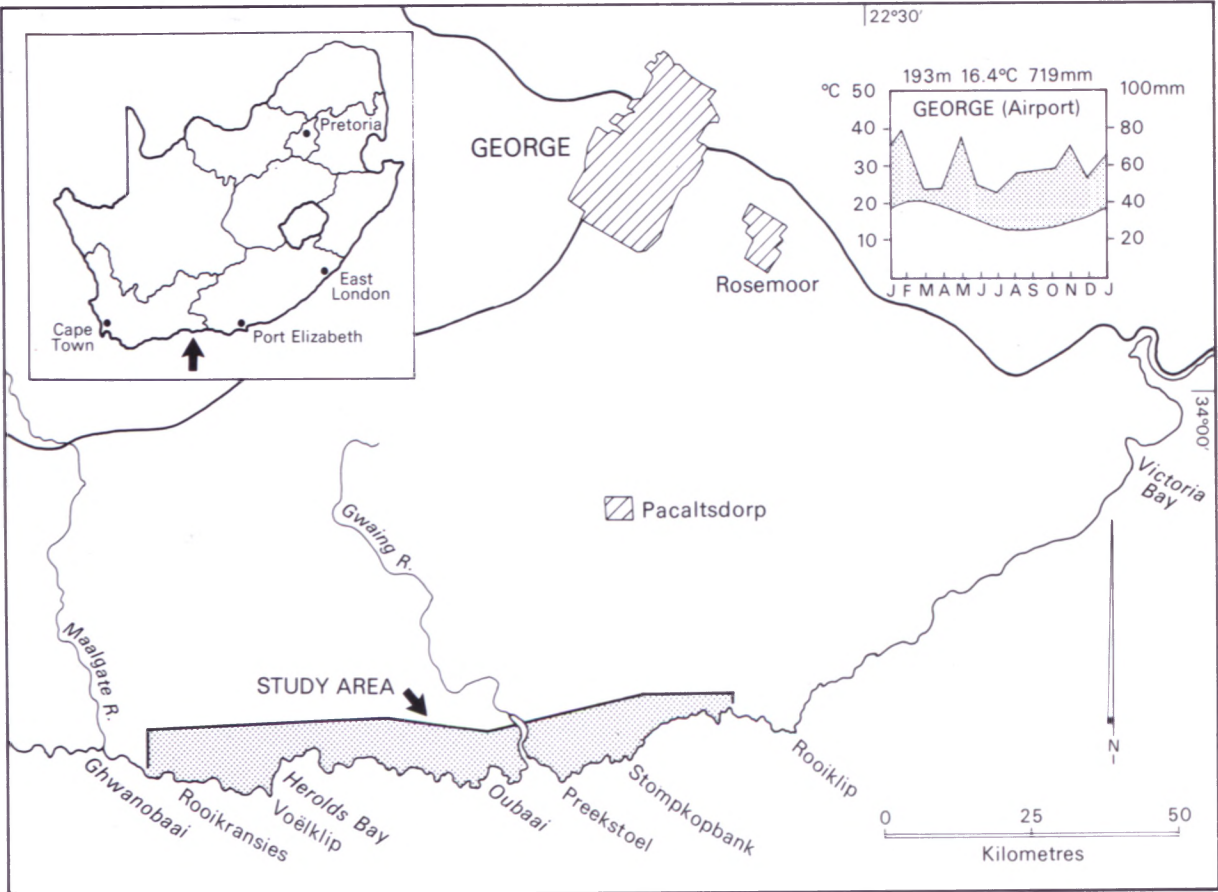 22°30′
193m 16.4°C 719mm
°C 50
100mm
GEORGE (Airport)
40
80
30
60
20
40
10
20
J F M A M J J A S O N D J
Pretoria
East
London
Cape
Town
Port Elizabeth
GEORGE
Rosemoor
34°00′
Victoria
Bay
Pacaltsdorp
Gwaing R.
Maalgate R.
STUDY AREA
N
Ghwanobaai
Rooikransies
Voëlklip
Herolds Bay
Oubaai
Preekstoel
Stompkopbank
Rooiklip
0 25 50
Kilometres